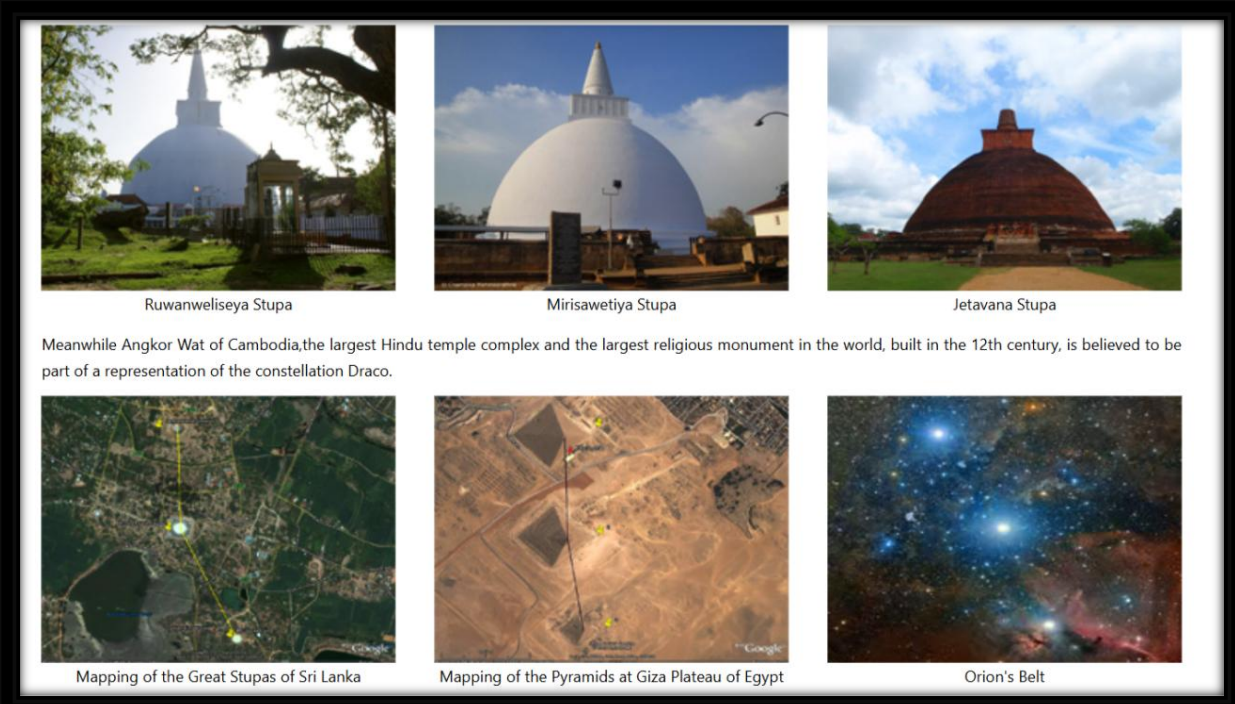 Ruwanweliseya Stupa
Mirisawetiya Stupa
Jetavana Stupa
Meanwhile Angkor Wat of Cambodia,the largest Hindu temple complex and the largest religious monument in the world, built in the 12th century, is believed to be
part of a representation of the constellation Draco.
Google
Google
Mapping of the Great Stupas of Sri Lanka
Mapping of the Pyramids at Giza Plateau of Egypt
Orion's Belt